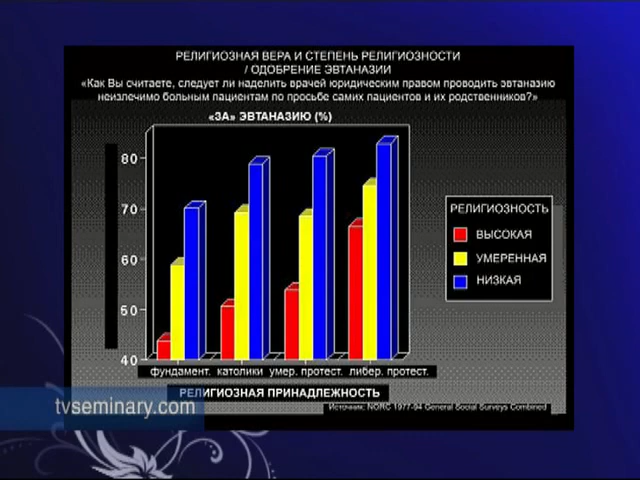 РЕЛИГИОЗНАЯ ВЕРА И СТЕПЕНЬ РЕЛИГИОЗНОСТИ
/ ОДОБРЕНИЕ ЭВТАНАЗИИ
«Как Вы считаете, следует ли наделить врачей юридическим правом проводить эвтаназию
неизлечимо больным пациентам по просьбе самих пациентов и их родственников?»
«ЗА» ЭВТАНАЗИЮ (%)
80
70
60
50
40
РЕЛИГИОЗНОСТЬ
ВЫСОКАЯ
УМЕРЕННАЯ
НИЗКАЯ
фундамент. католики умер. протест. либер. протест.
РЕЛИГИОЗНАЯ ПРИНАДЛЕЖНОСТЬ
Источник: NORC 1977-94 General Social Surveys Combined
tvseminary.com